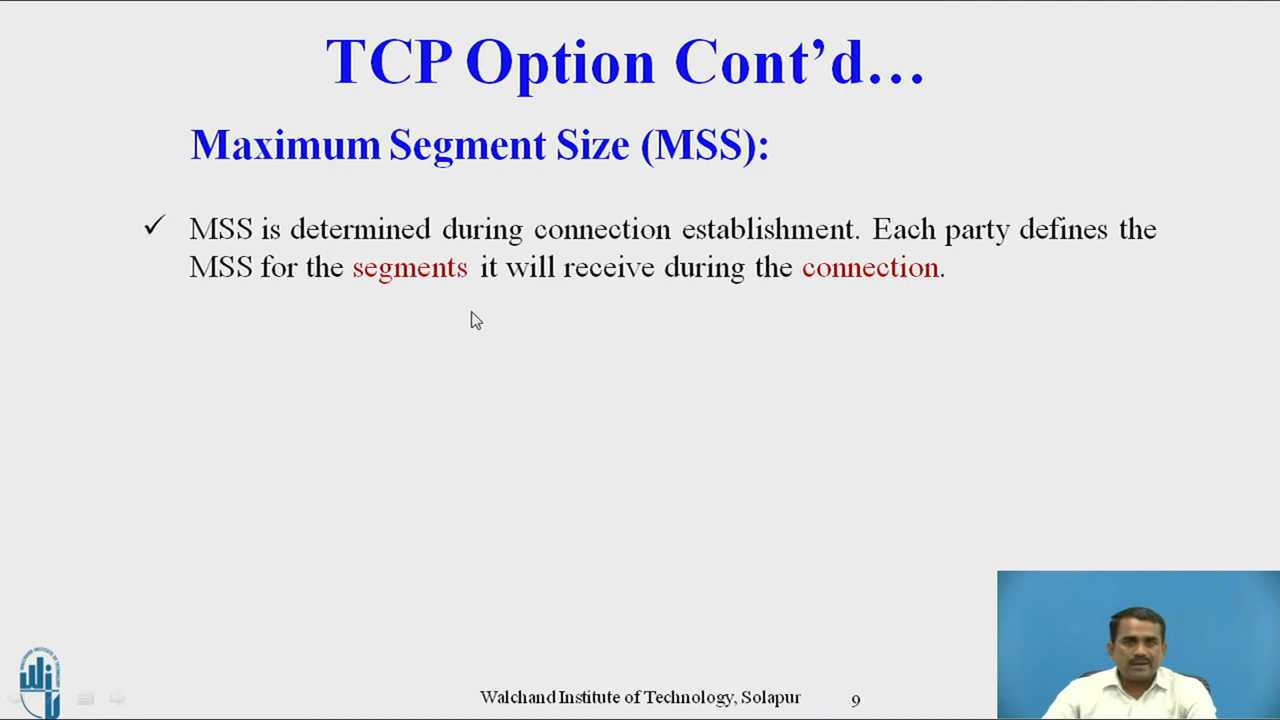 TCP Option Cont’d…
Maximum Segment Size (MSS):
✓ MSS is determined during connection establishment. Each party defines the
MSS for the segments it will receive during the connection.
Walchand Institute of Technology, Solapur 9